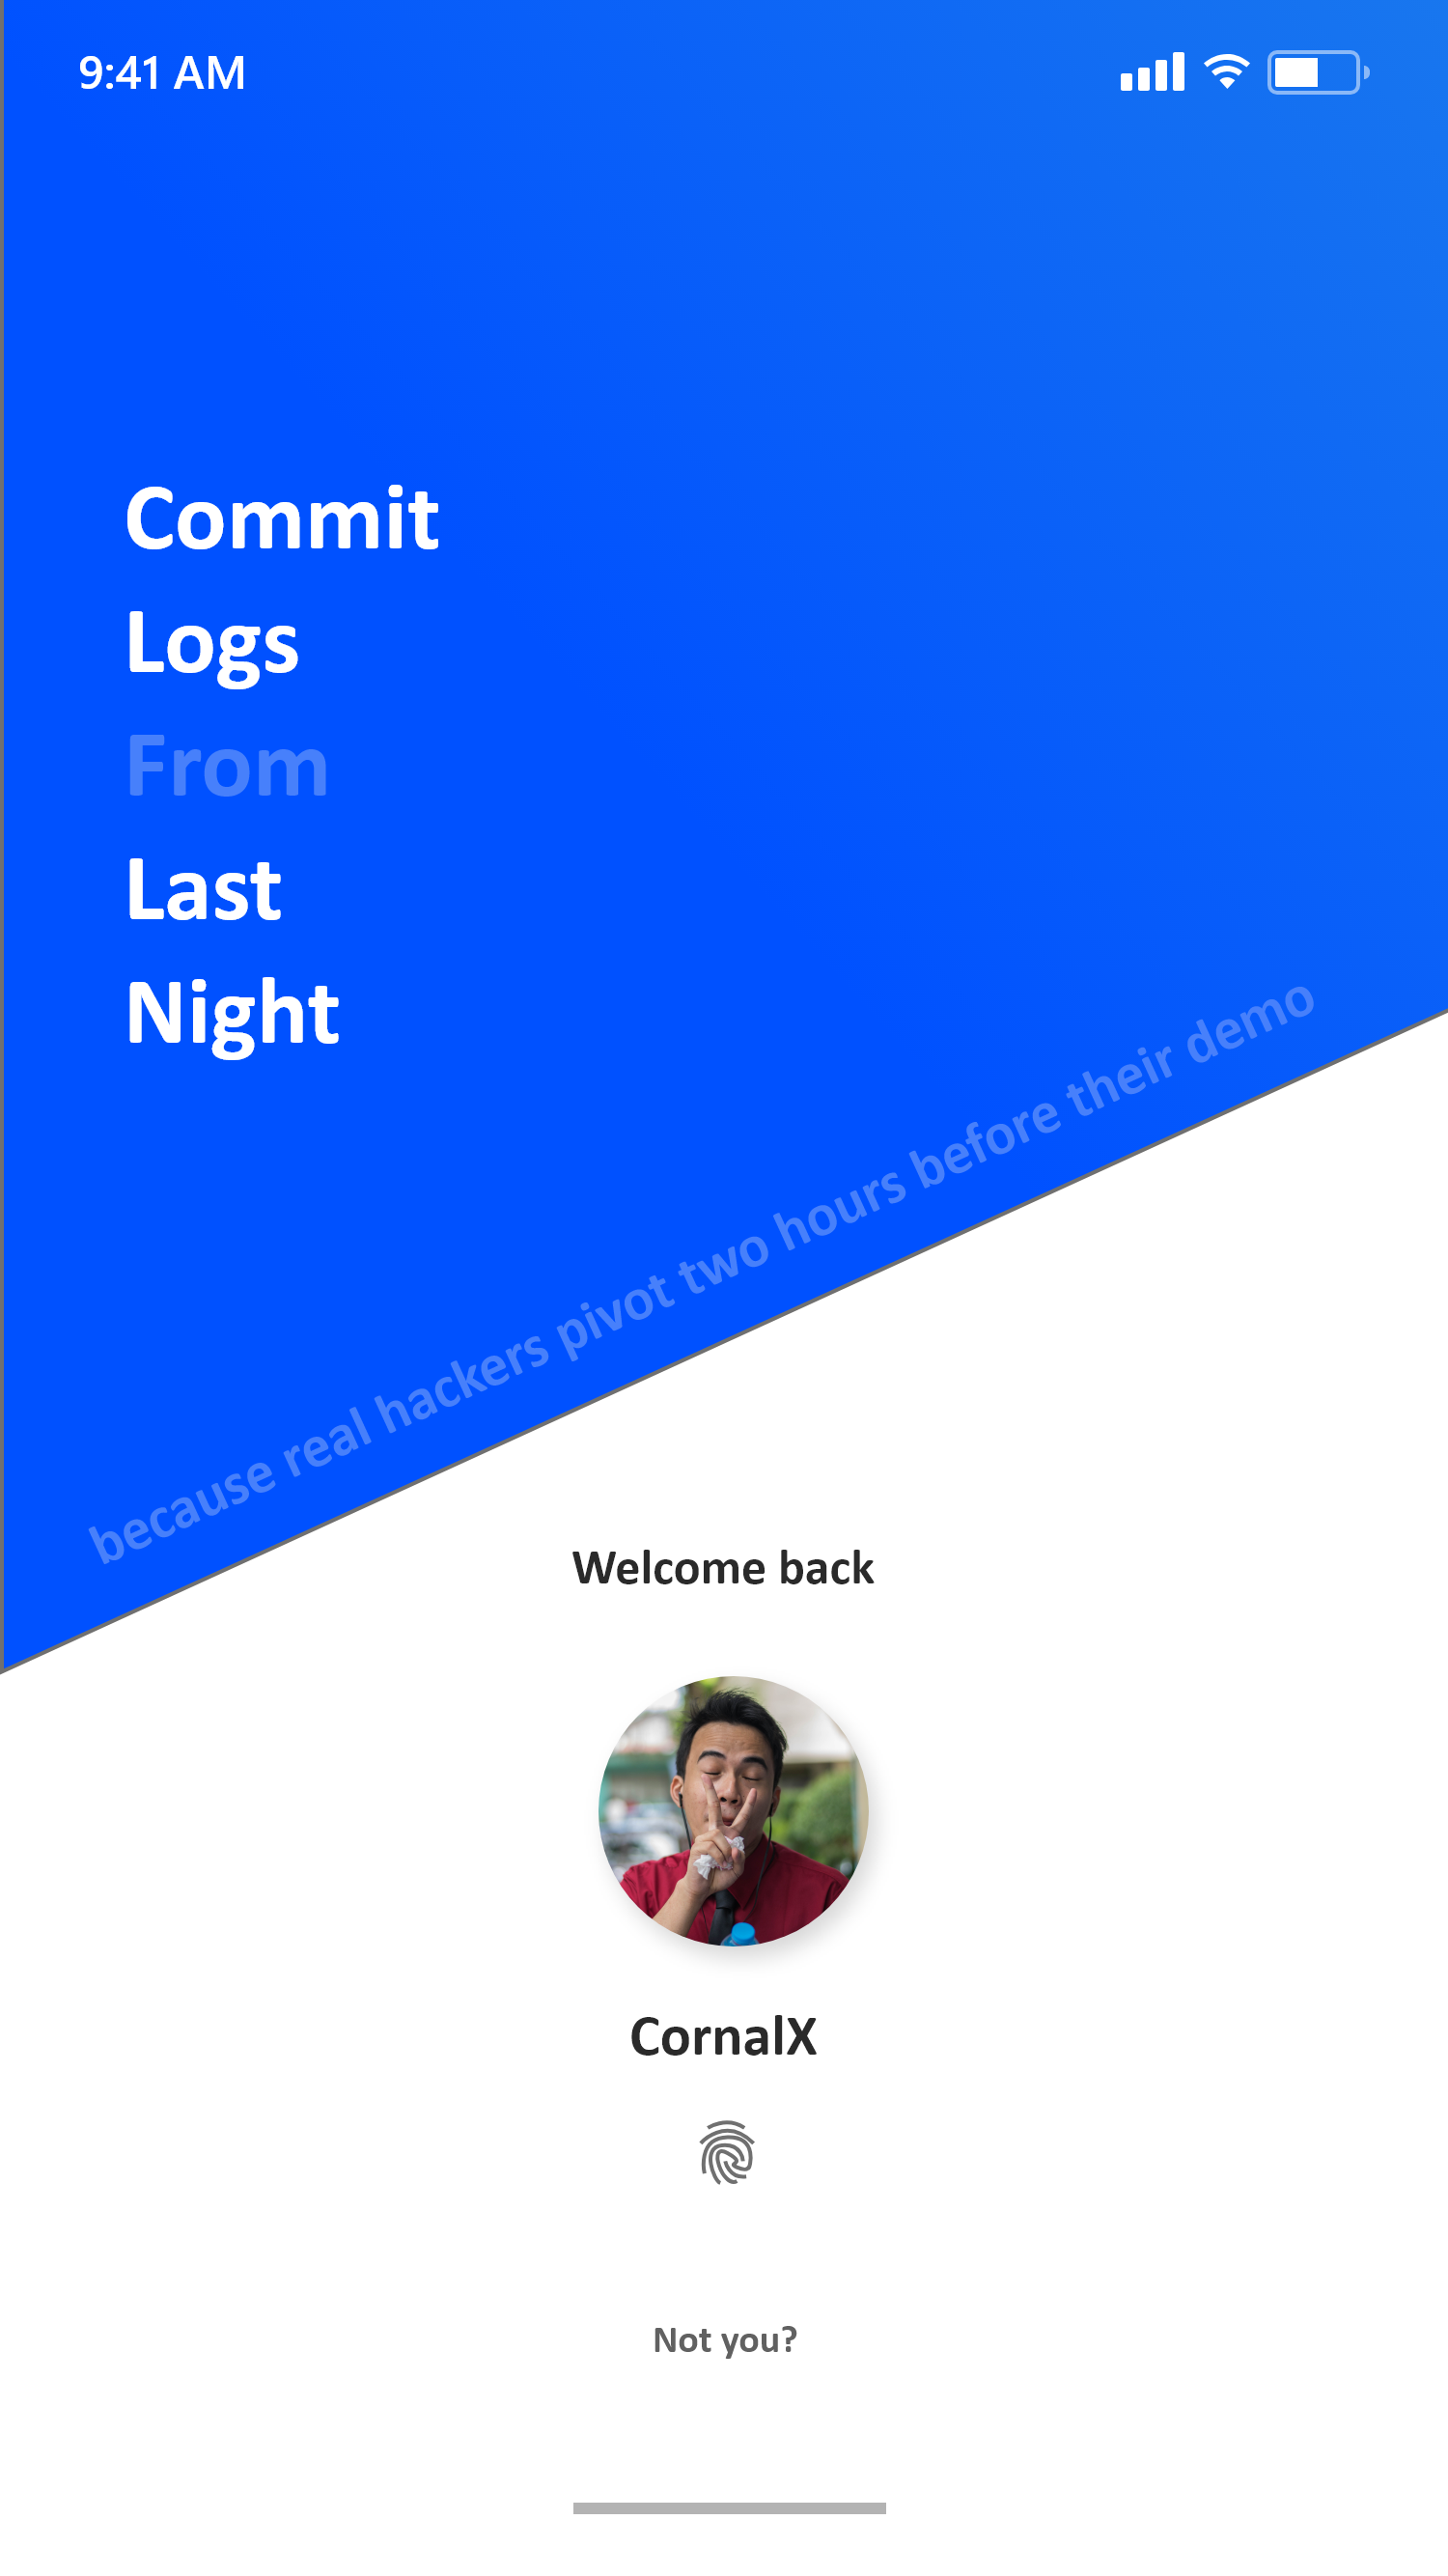 9:41 AM
Commit
Logs
From
Last
Night
because real hackers pivot two hours before their demo
Welcome back
CornalX
Not you?